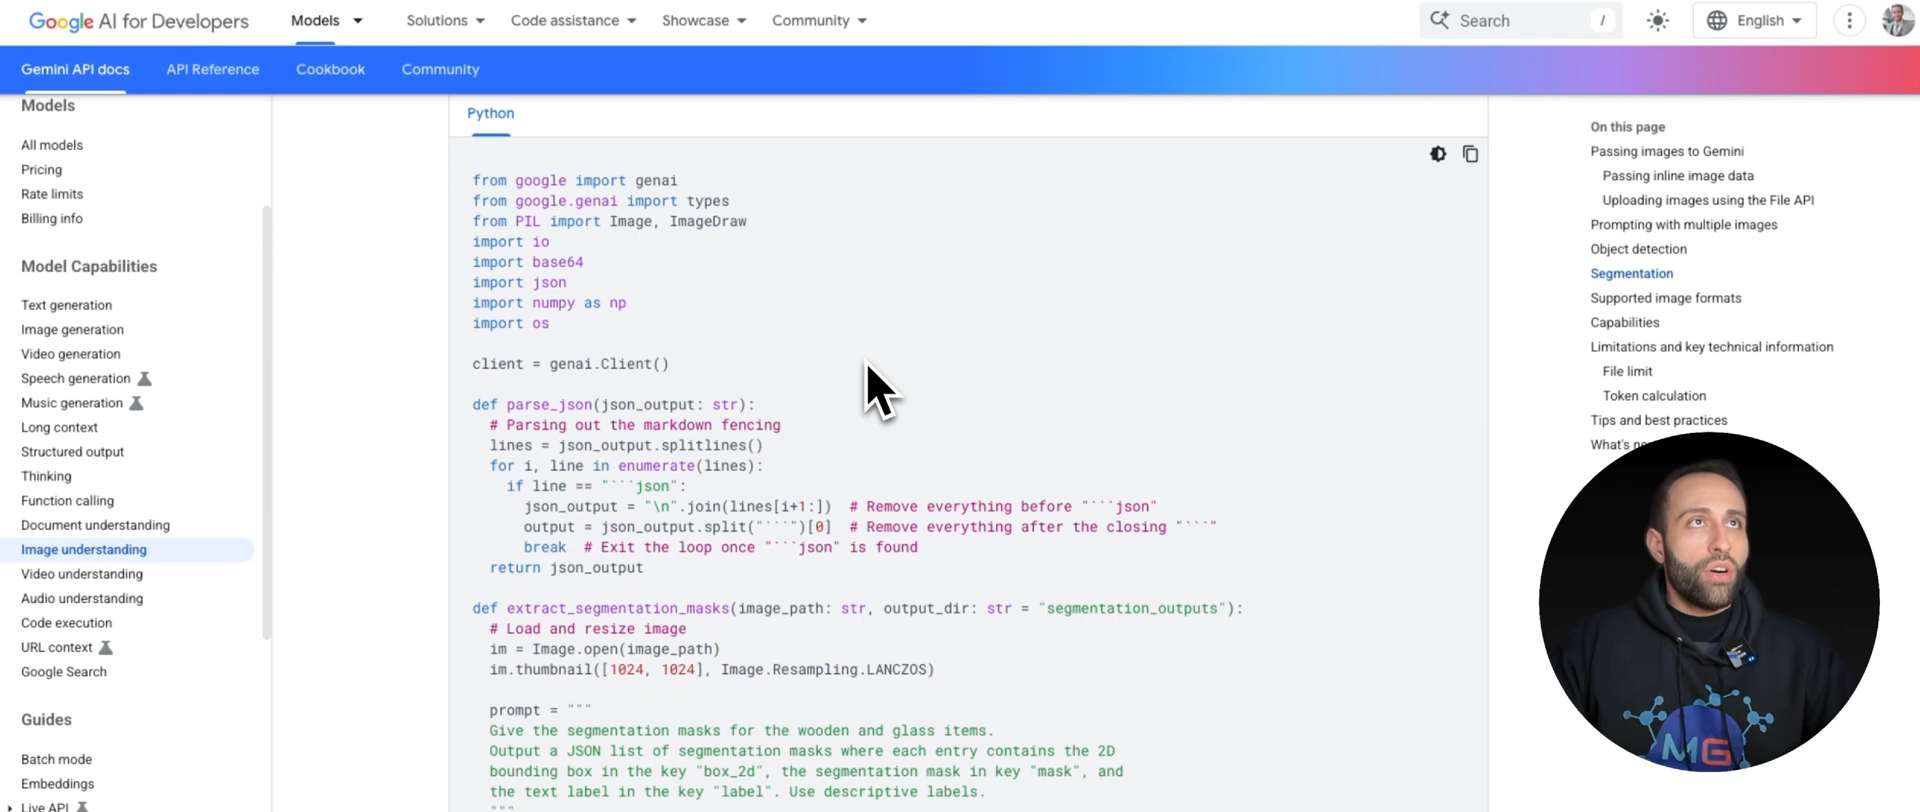 Google AI for Developers
Models
Solutions
Code assistance
Showcase
Community
Search
/
English
Gemini API docs
API Reference
Cookbook
Community
Models
All models
Pricing
Rate limits
Billing info
Model Capabilities
Text generation
Image generation
Video generation
Speech generation
Music generation
Long context
Structured output
Thinking
Function calling
Document understanding
Image understanding
Video understanding
Audio understanding
Code execution
URL context
Google Search
Guides
Batch mode
Embeddings
Live API
Python
from google import genai
from google.genai import types
from PIL import Image, ImageDraw
import io
import base64
import json
import numpy as np
import os
client = genai.Client()
def parse_json(json_output: str):
# Parsing out the markdown fencing
lines = json_output.splitlines()
for i, line in enumerate(lines):
if line == "```json":
json_output = "\n".join(lines[i+1:]) # Remove everything before "```json"
output = json_output.split("```")[0] # Remove everything after the closing "```"
break # Exit the loop once "```json" is found
return json_output
def extract_segmentation_masks(image_path: str, output_dir: str = "segmentation_outputs"):
# Load and resize image
im = Image.open(image_path)
im.thumbnail([1024, 1024], Image.Resampling.LANCZOS)
prompt = """
Give the segmentation masks for the wooden and glass items.
Output a JSON list of segmentation masks where each entry contains the 2D
bounding box in the key "box_2d", the segmentation mask in key "mask", and
the text label in the key "label". Use descriptive labels.
"""
On this page
Passing images to Gemini
Passing inline image data
Uploading images using the File API
Prompting with multiple images
Object detection
Segmentation
Supported image formats
Capabilities
Limitations and key technical information
File limit
Token calculation
Tips and best practices
What's
MG